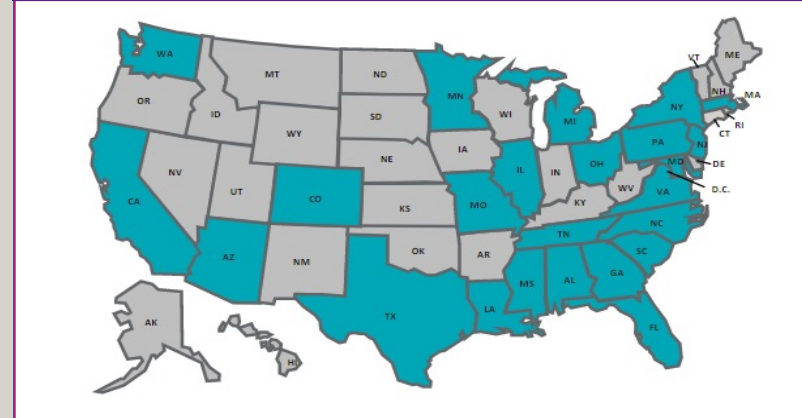 WA
MT
ND
MN
VT
ME
OR
ID
SD
WI
NH
MA
WY
MI
NY
RI
CT
NE
IA
PA
NJ
NV
UT
CO
IL
IN
OH
MD
DE
D.C.
CA
KS
MO
WV
VA
KY
NC
TN
AZ
NM
OK
AR
SC
MS
AL
GA
LA
TX
FL
AK
HI